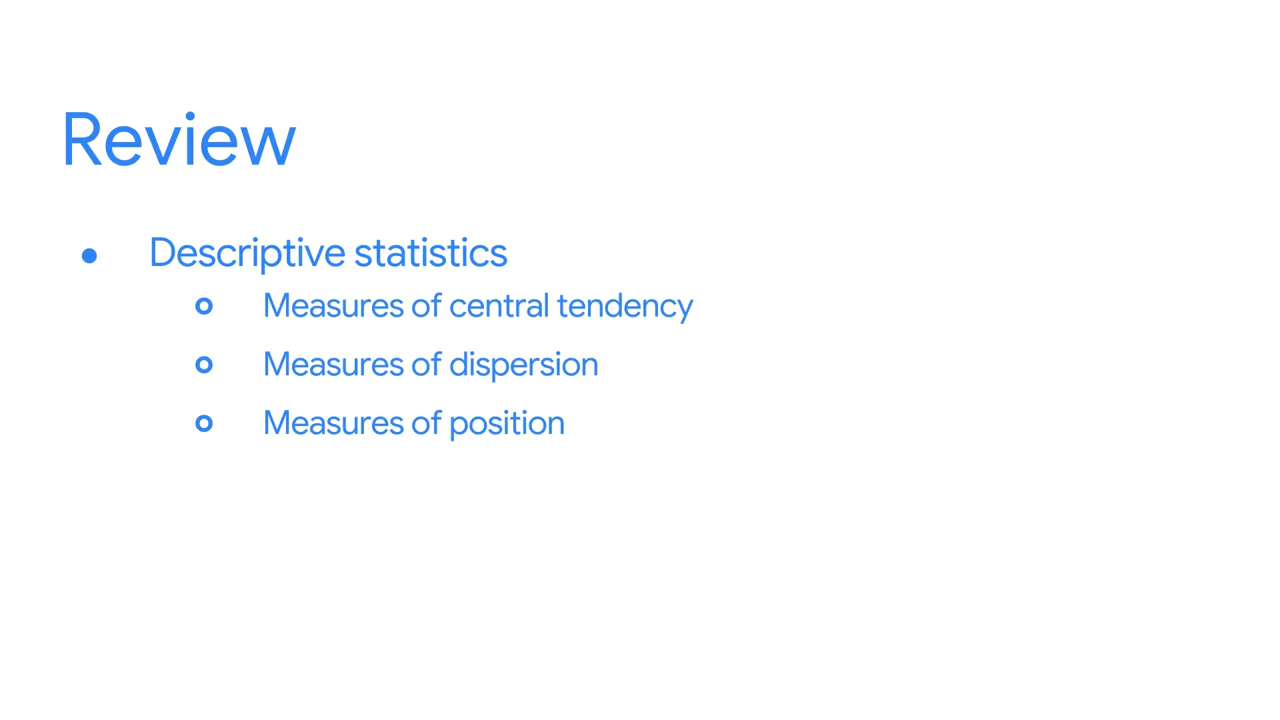 Review
● Descriptive statistics
○ Measures of central tendency
○ Measures of dispersion
○ Measures of position